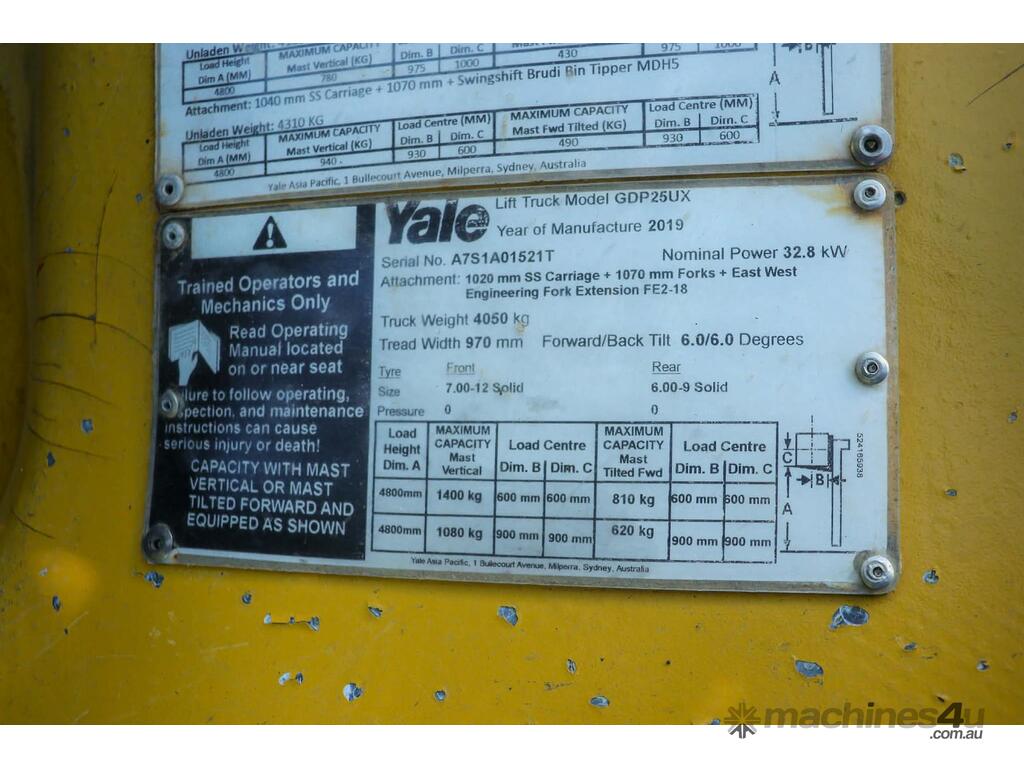 Unladen Weight:
Load Height MAXIMUM CAPACITY Dim. B Dim. C
Dim A (MM) Mast Vertical (KG) 975 1000 430 975 1000
4800 780
Attachment: 1040 mm SS Carriage + 1070 mm + Swingshift Brudi Bin Tipper MDH5
Unladen Weight: 4310 KG
Load Height MAXIMUM CAPACITY Load Centre (MM) MAXIMUM CAPACITY Load Centre (MM)
Dim A (MM) Mast Vertical (KG) Dim. B Dim. C Mast Fwd Tilted (KG) Dim. B Dim. C
4800 940 930 600 490 930 600
Yale Asia Pacific, 1 Bullecourt Avenue, Milperra, Sydney, Australia
Yale Lift Truck Model GDP25UX
Year of Manufacture 2019
Serial No. A7S1A01521T Nominal Power 32.8 kW
Attachment: 1020 mm SS Carriage + 1070 mm Forks + East West
Engineering Fork Extension FE2-18
Truck Weight 4050 kg
Tread Width 970 mm Forward/Back Tilt 6.0/6.0 Degrees
Tyre Front Rear
Size 7.00-12 Solid 6.00-9 Solid
Pressure 0 0
Load Height Dim. A MAXIMUM CAPACITY Mast Vertical Load Centre MAXIMUM CAPACITY Mast Tilted Fwd Load Centre
Dim. B Dim. C Dim. B Dim. C
4800mm 1400 kg 600 mm 600 mm 810 kg 600 mm 600 mm
4800mm 1080 kg 900 mm 900 mm 620 kg 900 mm 900 mm
Yale Asia Pacific, 1 Bullecourt Avenue, Milperra, Sydney, Australia
C
B
A
A
524165938
Trained Operators and
Mechanics Only
Read Operating
Manual located
on or near seat
to follow operating,
and maintenance
instructions can cause
serious injury or death!
CAPACITY WITH MAST
VERTICAL OR MAST
TILTED FORWARD AND
EQUIPPED AS SHOWN
machines4u
.com.au